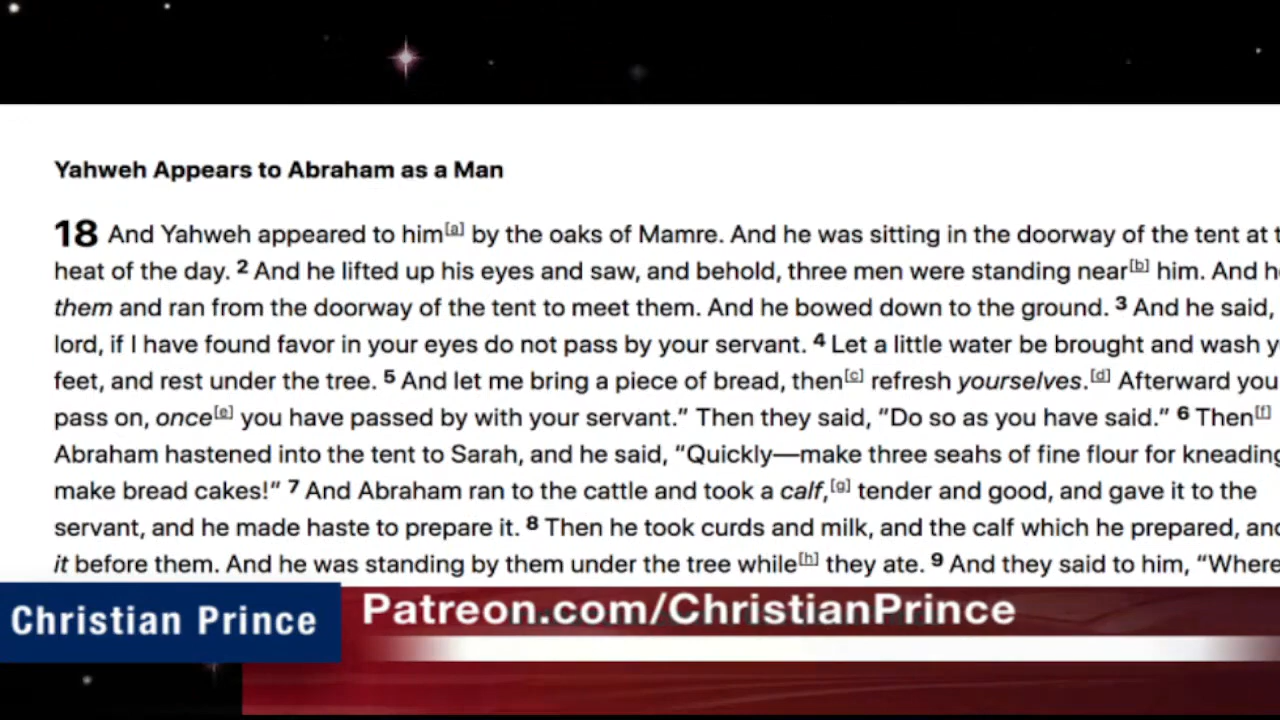 Yahweh Appears to Abraham as a Man
18 And Yahweh appeared to him[a] by the oaks of Mamre. And he was sitting in the doorway of the tent at
heat of the day. 2 And he lifted up his eyes and saw, and behold, three men were standing near[b] him. And
them and ran from the doorway of the tent to meet them. And he bowed down to the ground. 3 And he said,
lord, if I have found favor in your eyes do not pass by your servant. 4 Let a little water be brought and wash
feet, and rest under the tree. 5 And let me bring a piece of bread, then[c] refresh yourselves.[d] Afterward you
pass on, once[e] you have passed by with your servant.” Then they said, “Do so as you have said.” 6 Then[f]
Abraham hastened into the tent to Sarah, and he said, “Quickly—make three seahs of fine flour for kneading
make bread cakes!” 7 And Abraham ran to the cattle and took a calf,[g] tender and good, and gave it to the
servant, and he made haste to prepare it. 8 Then he took curds and milk, and the calf which he prepared, and
it before them. And he was standing by them under the tree while[h] they ate. 9 And they said to him, “Where
Christian Prince
Patreon.com/ChristianPrince